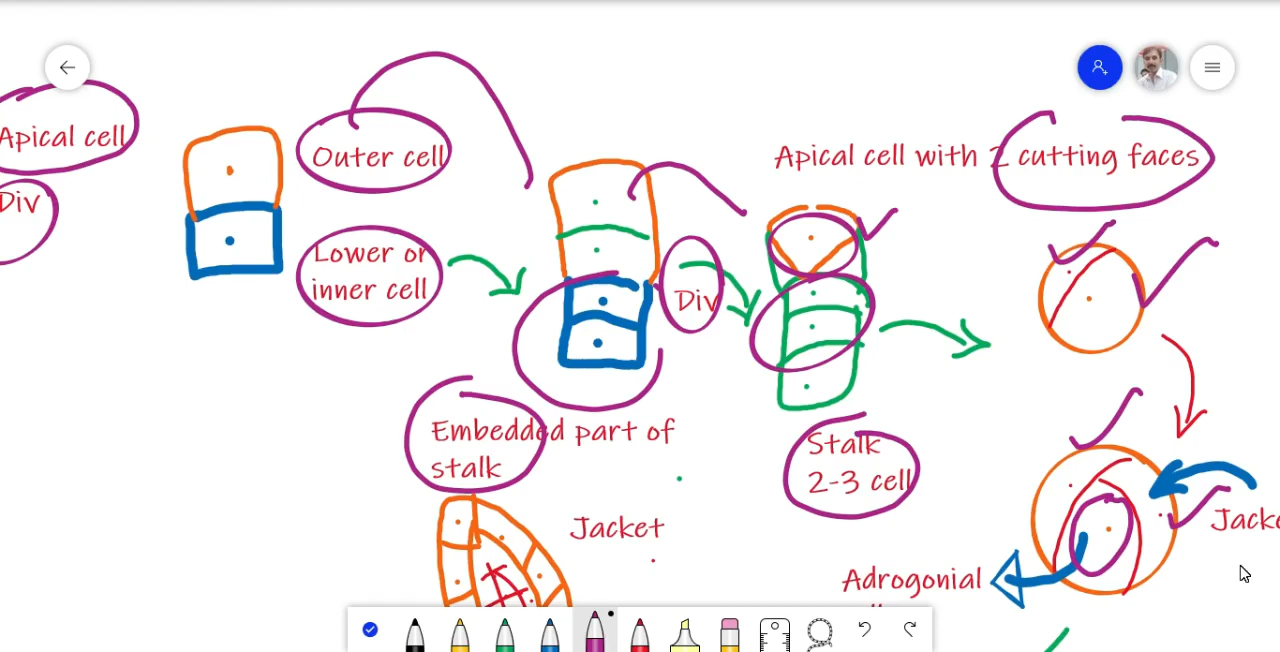 Apical cell
Div
Outer cell
Lower or
inner cell
Div
Apical cell with 2 cutting faces
Embedded part of
stalk
Stalk
2-3 cell
Jacket
Adrogonial